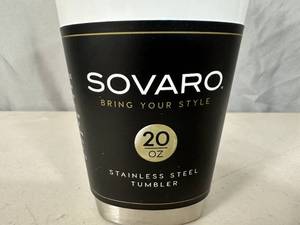 SOVARO
BRING YOUR STYLE
20
OZ
STAINLESS STEEL
TUMBLER